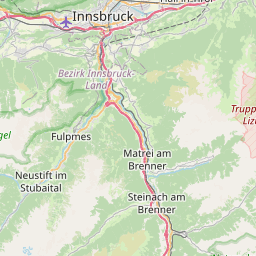 Innsbruck
Bezirk Innsbruck-
Land
Fulpmes
Matrei am
Brenner
Neustift im
Stubaital
Steinach am
Brenner